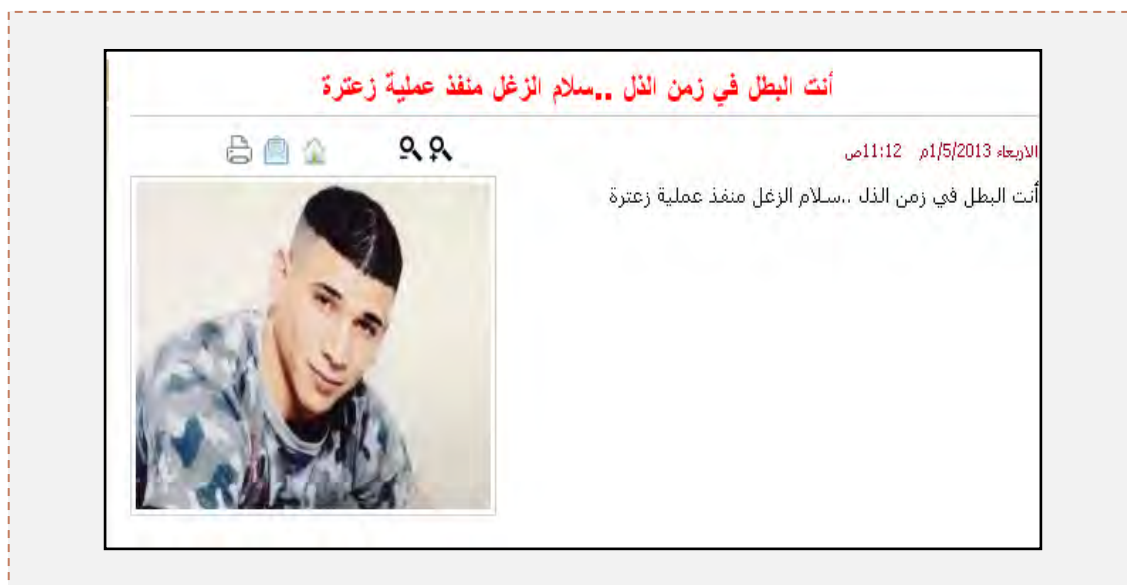 أنت البطل في زمن الذل ..سلام الزغل منفذ عملية زعترة
الاربعاء 1/5/2013م 11:12ص
أنت البطل في زمن الذل ..سلام الزغل منفذ عملية زعترة